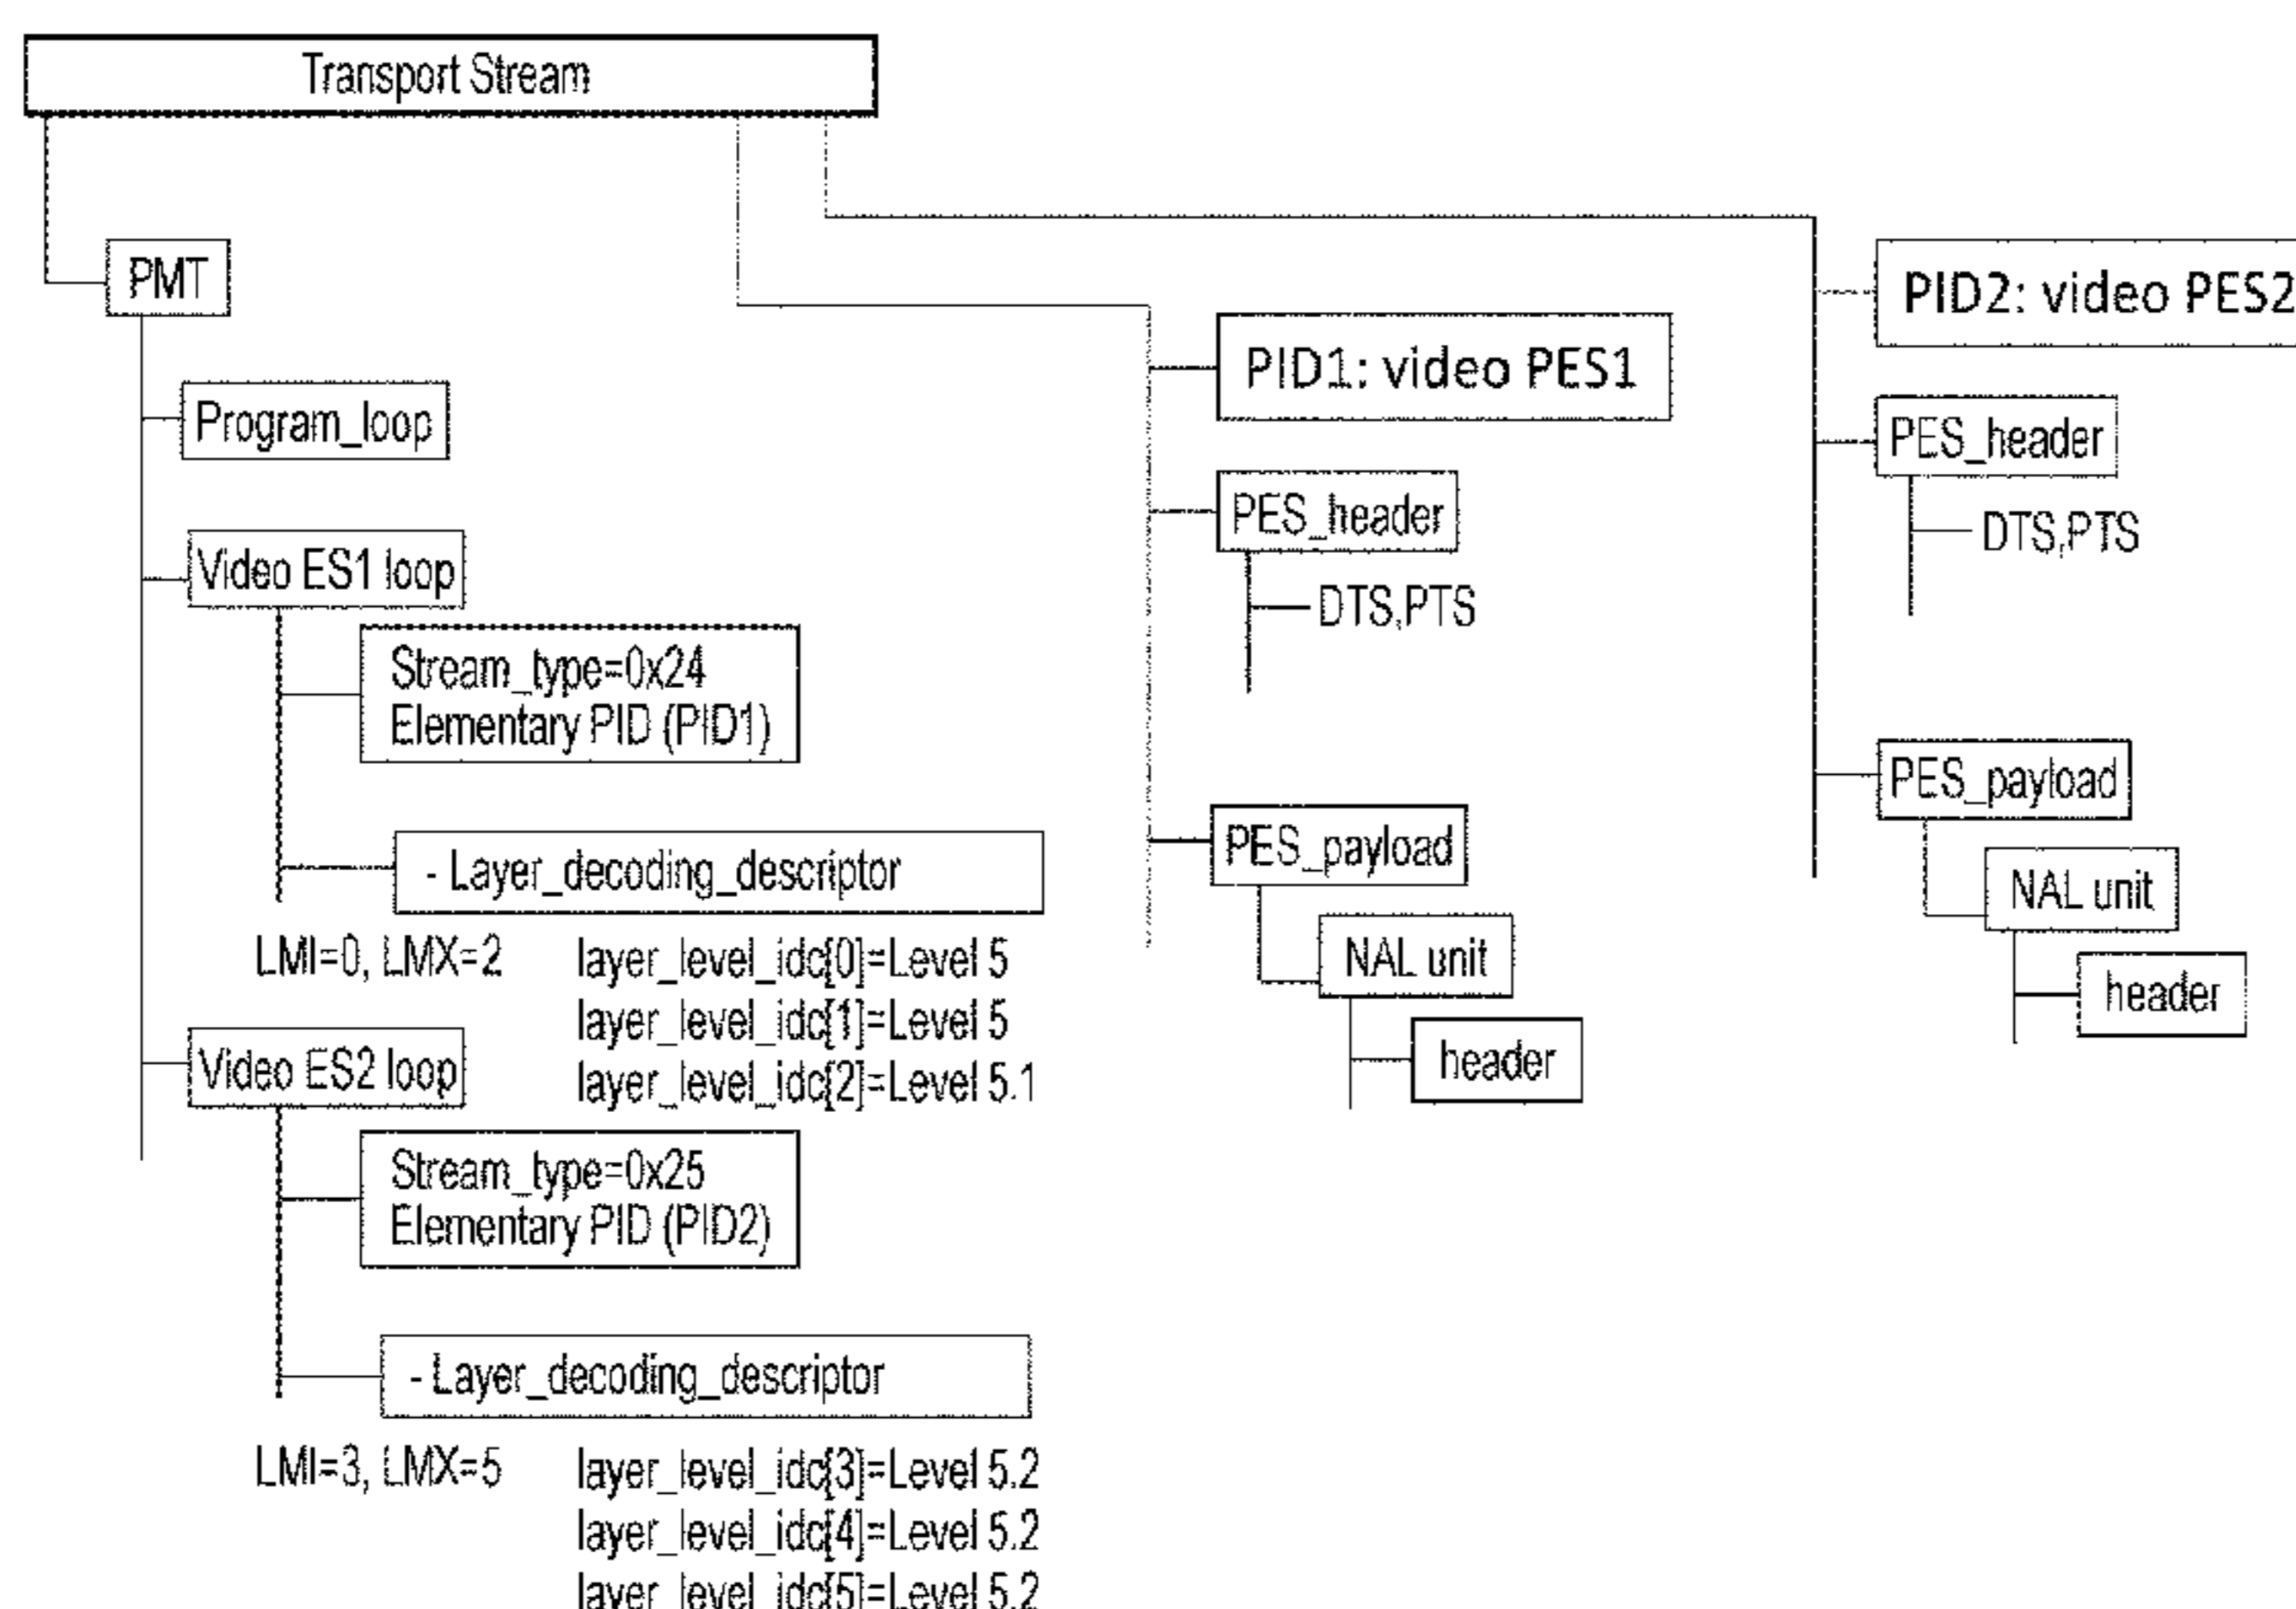 Transport Stream
PMT
Program_loop
Video ES1 loop
Stream_type=0x24
Elementary PID (PID1)
- Layer_decoding_descriptor
LMI=0, LMX=2
layer_level_idc[0]=Level 5
layer_level_idc[1]=Level 5
layer_level_idc[2]=Level 5.1
Video ES2 loop
Stream_type=0x25
Elementary PID (PID2)
- Layer_decoding_descriptor
LMI=3, LMX=5
layer_level_idc[3]=Level 5.2
layer_level_idc[4]=Level 5.2
layer_level_idc[5]=Level 5.2
PID1: video PES1
PES_header
DTS,PTS
PES_payload
NAL unit
header
PID2: video PES2
PES_header
DTS,PTS
PES_payload
NAL unit
header